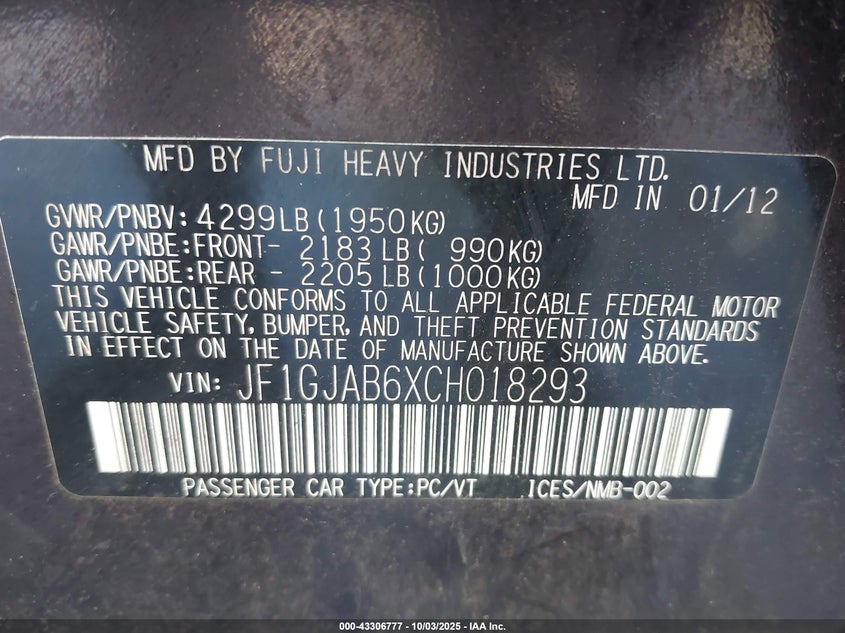 MFD BY FUJI HEAVY INDUSTRIES LTD.
MFD IN 01/12
GVWR/PNBV: 4299LB(1950KG)
GAWR/PNBE:FRONT- 2183LB( 990KG)
GAWR/PNBE:REAR - 2205LB(1000KG)
THIS VEHICLE CONFORMS TO ALL APPLICABLE FEDERAL MOTOR
VEHICLE SAFETY, BUMPER, AND THEFT PREVENTION STANDARDS
IN EFFECT ON THE DATE OF MANUFACTURE SHOWN ABOVE.
VIN: JF1GJAB6XCH018293
PASSENGER CAR TYPE:PC/VT ICES/NMB-002
000-43306777 - 10/03/2025 - IAA Inc.